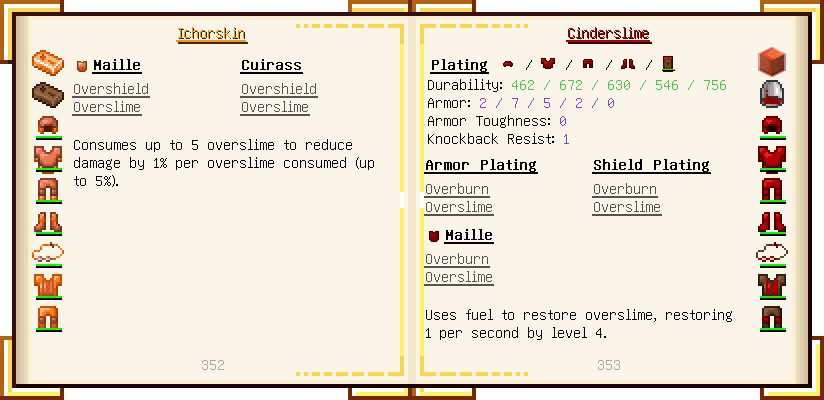 Ichorskin
Maille
Cuirass
Overshield
Overshield
Overslime
Overslime
Consumes up to 5 overslime to reduce
damage by 1% per overslime consumed (up
to 5%).
352
Cinderslime
Plating / / / /
Durability: 462 / 672 / 630 / 546 / 756
Armor: 2 / 7 / 5 / 2 / 0
Armor Toughness: 0
Knockback Resist: 1
Armor Plating
Shield Plating
Overburn
Overburn
Overslime
Overslime
Maille
Overburn
Overslime
Uses fuel to restore overslime, restoring
1 per second by level 4.
353